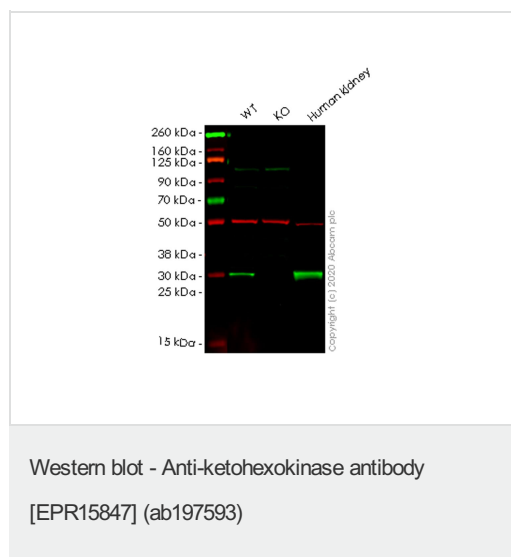 WT KO Human kidney
260 kDa -
160 kDa -
125 kDa -
90 kDa -
70 kDa -
50 kDa -
38 kDa -
30 kDa -
25 kDa -
15 kDa -
Copyright (c) 2020 Abcam plc
Western blot - Anti-ketohexokinase antibody
[EPR15847] (ab197593)